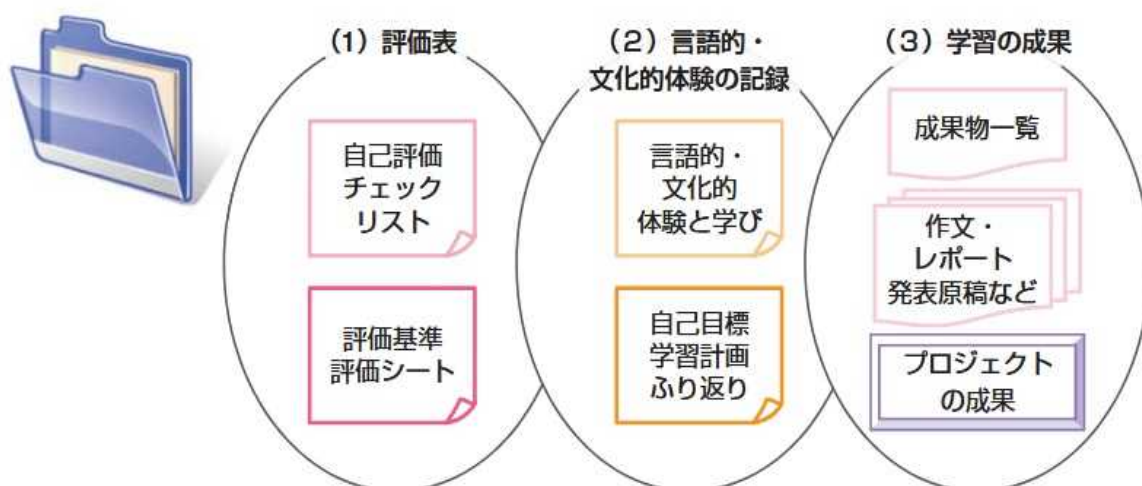 (1)評価表
自己評価
チェック
リスト
評価基準
評価シート
(2)言語的・
文化的体験の記録
言語的・
文化的
体験と学び
自己目標
学習計画
ふり返り
(3)学習の成果
成果物一覧
作文・
レポート
発表原稿など
プロジェクト
の成果